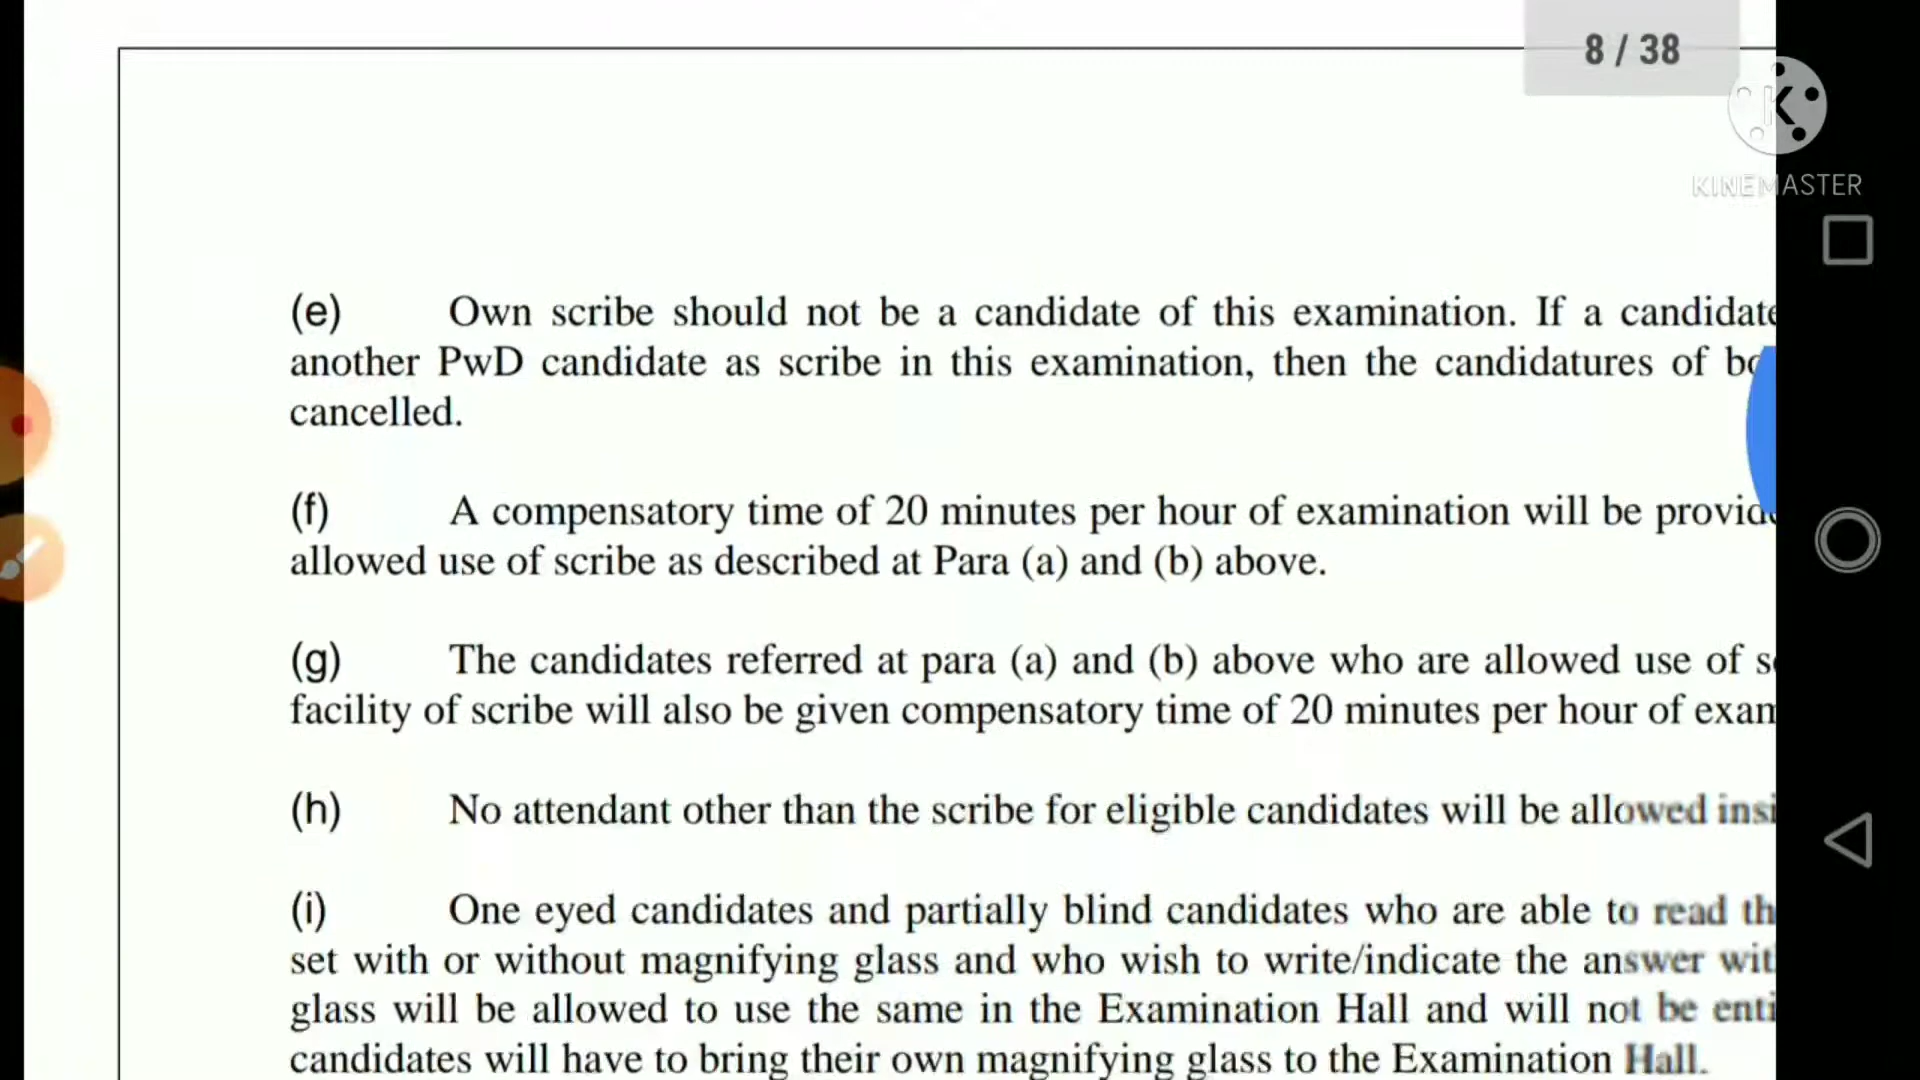 8 / 38
K
KINEMASTER
(e) Own scribe should not be a candidate of this examination. If a candidate
another PwD candidate as scribe in this examination, then the candidatures of
cancelled.
(f) A compensatory time of 20 minutes per hour of examination will be
allowed use of scribe as described at Para (a) and (b) above.
(g) The candidates referred at para (a) and (b) above who are allowed use of
facility of scribe will also be given compensatory time of 20 minutes per hour of
(h) No attendant other than the scribe for eligible candidates will be allowed
(i) One eyed candidates and partially blind candidates who are able to read
set with or without magnifying glass and who wish to write/indicate the answer
glass will be allowed to use the same in the Examination Hall and will not be
candidates will have to bring their own magnifying glass to the Examination Hall.